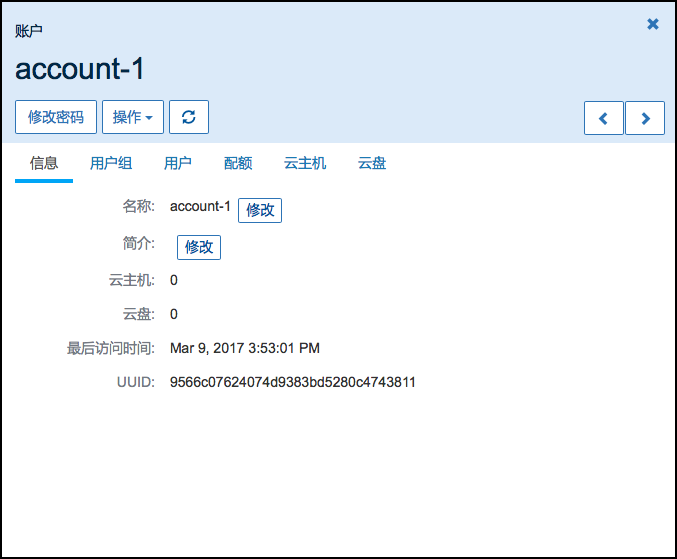 账户
account-1
修改密码 操作
信息 用户组 用户 配额 云主机 云盘
名称: account-1 修改
简介: 修改
云主机: 0
云盘: 0
最后访问时间: Mar 9, 2017 3:53:01 PM
UUID: 9566c07624074d9383bd5280c4743811